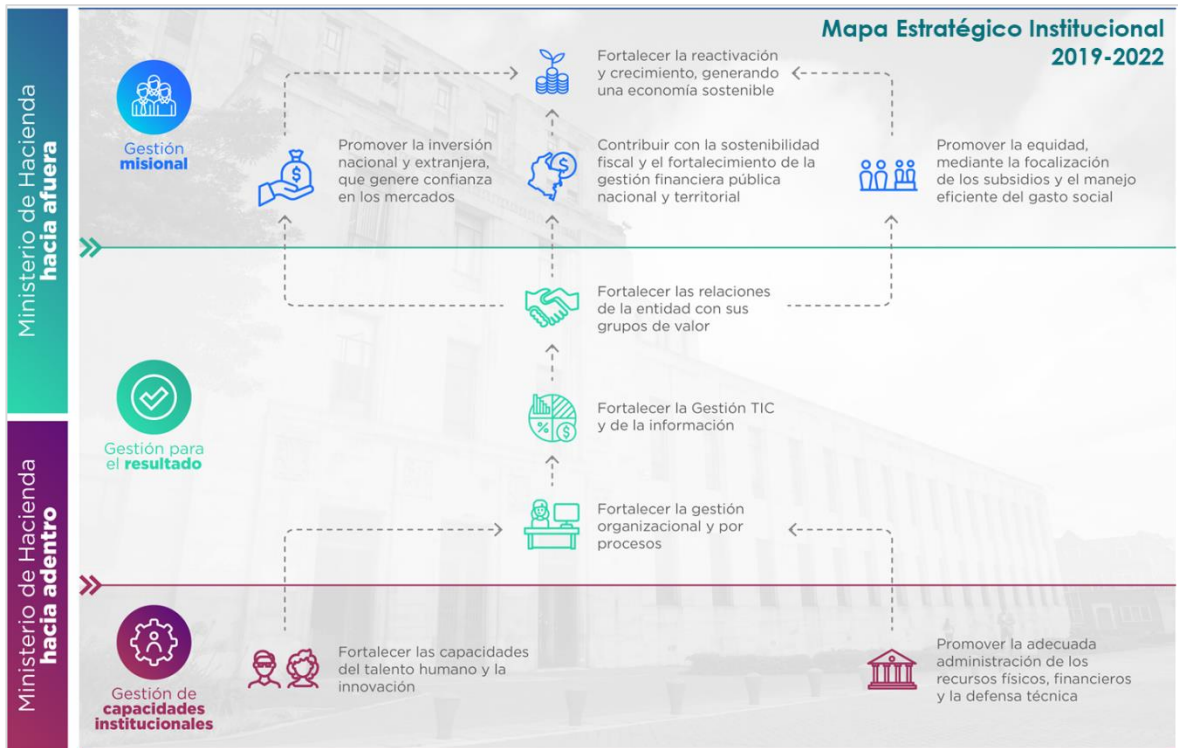 Mapa Estratégico Institucional
2019-2022
Ministerio de Hacienda
hacia afuera
Gestión
misional
Fortalecer la reactivación
y crecimiento, generando
una economía sostenible
Promover la inversión
nacional y extranjera,
que genere confianza
en los mercados
Contribuir con la sostenibilidad
fiscal y el fortalecimiento de la
gestión financiera pública
nacional y territorial
Promover la equidad,
mediante la focalización
de los subsidios y el manejo
eficiente del gasto social
Fortalecer las relaciones
de la entidad con sus
grupos de valor
Gestión para
el resultado
Fortalecer la Gestión TIC
y de la información
Ministerio de Hacienda
hacia adentro
Fortalecer la gestión
organizacional y por
procesos
Gestión de
capacidades
institucionales
Fortalecer las capacidades
del talento humano y la
innovación
Promover la adecuada
administración de los
recursos físicos, financieros
y la defensa técnica